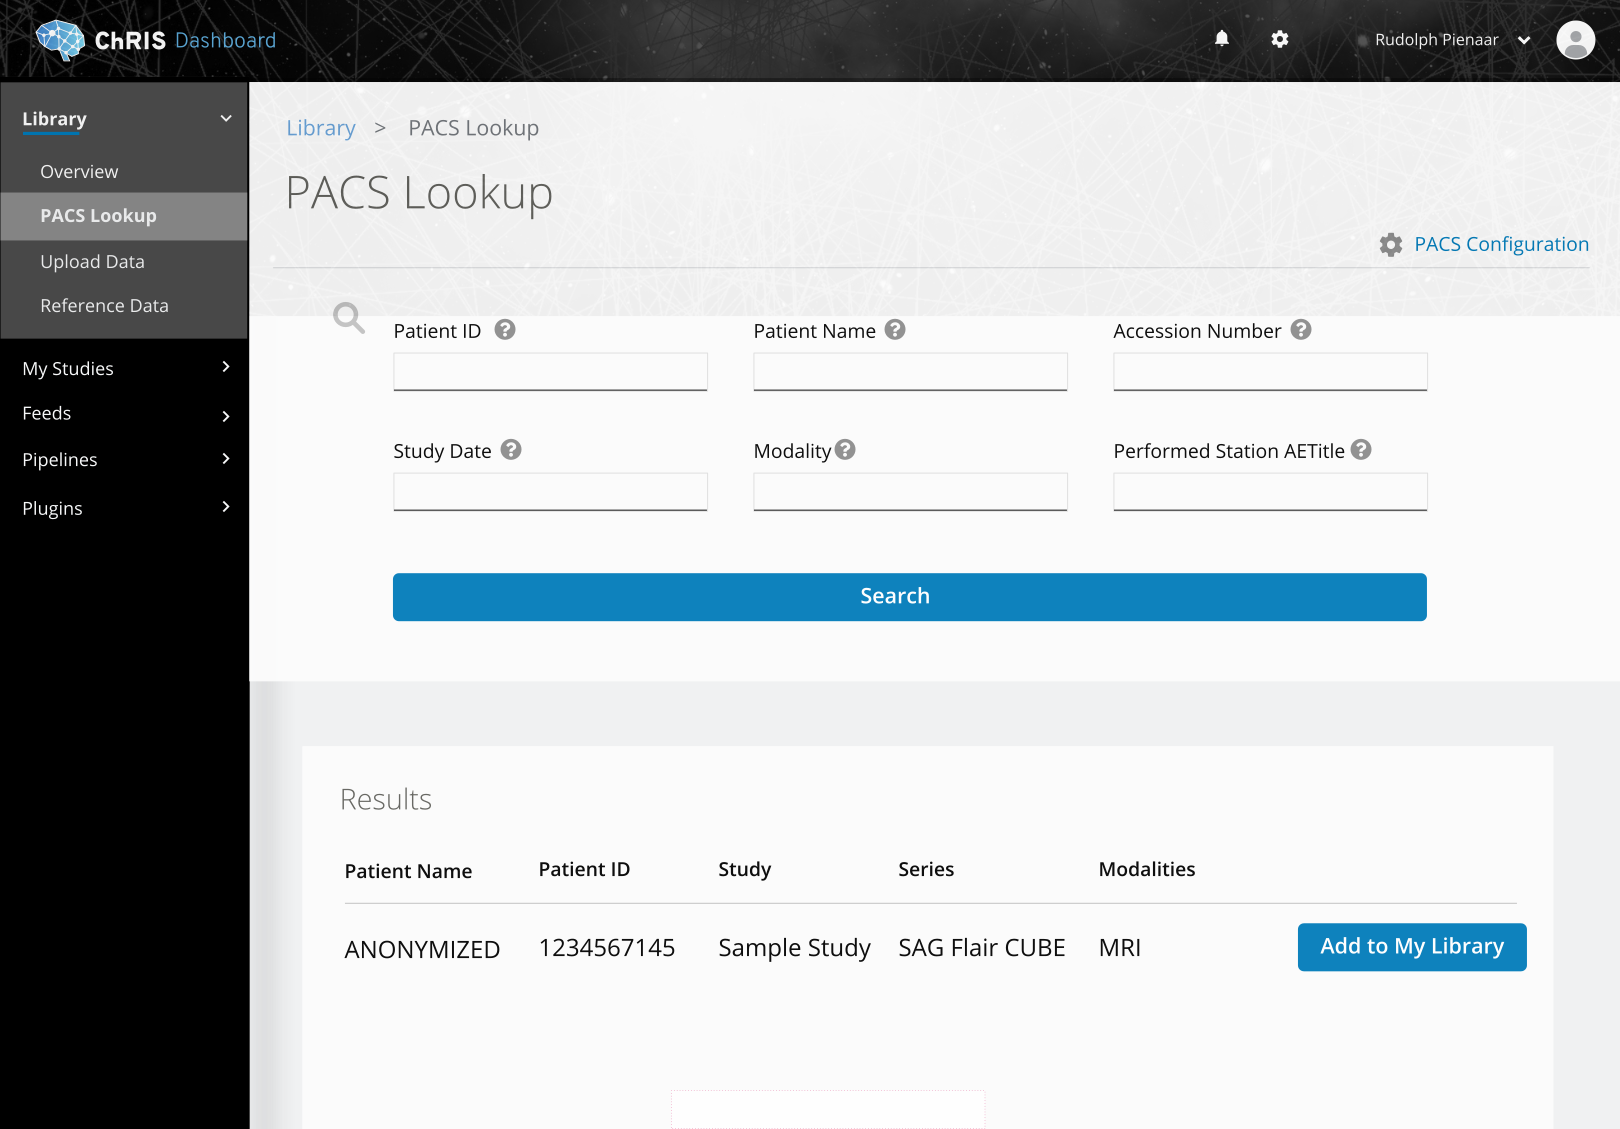 ChRIS Dashboard
Rudolph Pienaar
Library
Overview
PACS Lookup
Upload Data
Reference Data
My Studies
Feeds
Pipelines
Plugins
Library > PACS Lookup
PACS Lookup
PACS Configuration
Patient ID ? Patient Name ? Accession Number ?
Study Date ? Modality ? Performed Station AETitle ?
Search
Results
Patient Name Patient ID Study Series Modalities
ANONYMIZED 1234567145 Sample Study SAG Flair CUBE MRI Add to My Library